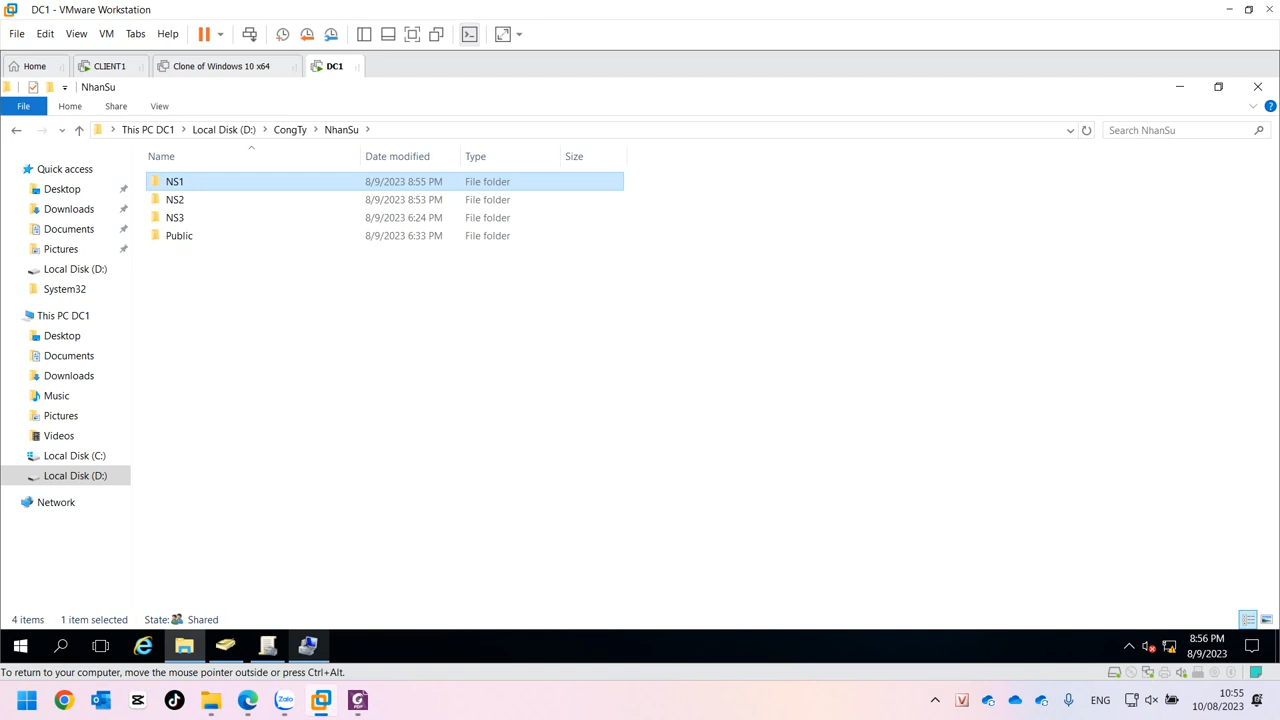 DC1 - VMware Workstation
File Edit View VM Tabs Help
Home CLIENT1 Clone of Windows 10 x64 DC1
NhanSu
File Home Share View
This PC DC1 Local Disk (D:) CongTy NhanSu Search NhanSu
Name Date modified Type Size
Quick access
Desktop
Downloads
Documents
Pictures
Local Disk (D:)
System32
This PC DC1
Desktop
Documents
Downloads
Music
Pictures
Videos
Local Disk (C:)
Local Disk (D:)
Network
NS1 8/9/2023 8:55 PM File folder
NS2 8/9/2023 8:53 PM File folder
NS3 8/9/2023 6:24 PM File folder
Public 8/9/2023 6:33 PM File folder
4 items 1 item selected State: Shared
8:56 PM
8/9/2023
To return to your computer, move the mouse pointer outside or press Ctrl+Alt.
Zalo
PDF
ENG
10:55
10/08/2023